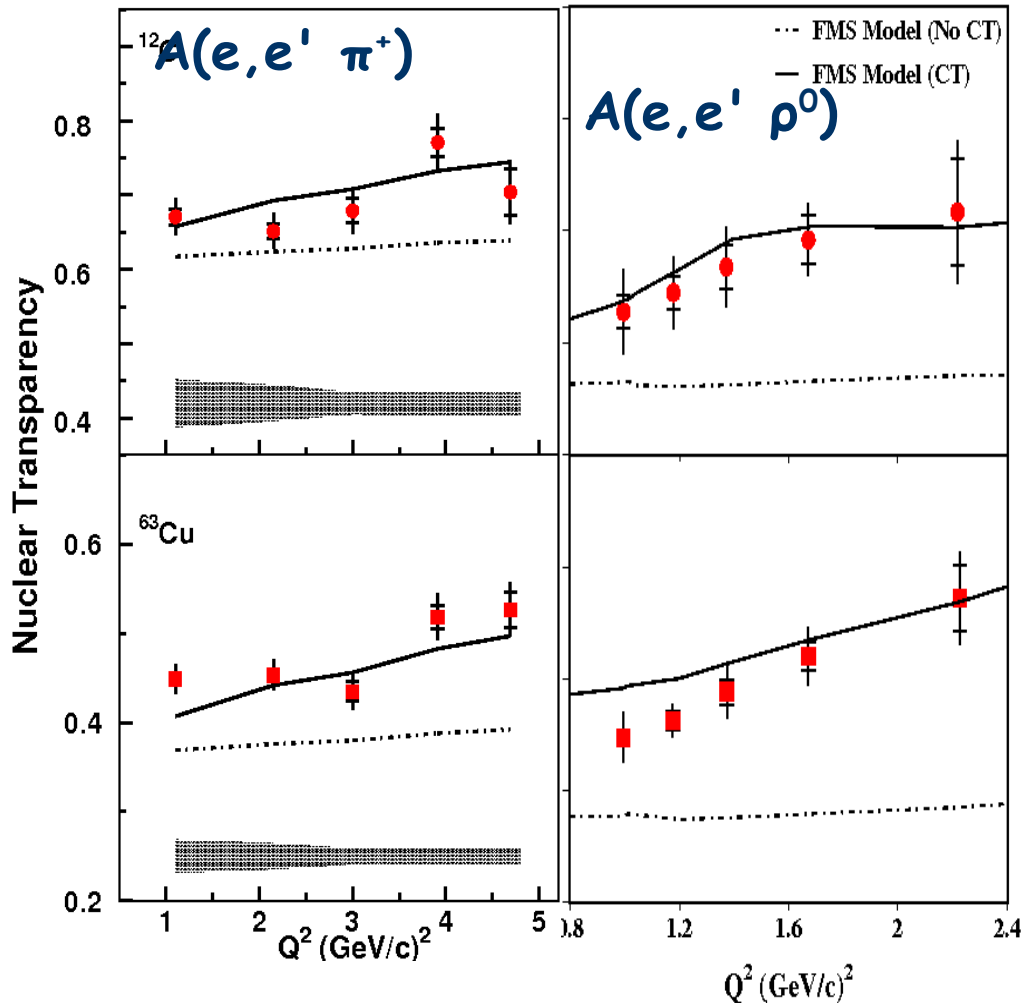 ¹²C
A(e,e' π⁺)
FMS Model (No CT)
FMS Model (CT)
A(e,e' ρ⁰)
0.8
0.6
0.4
Nuclear Transparency
⁶³Cu
0.6
0.4
0.2
1 2 3 4 5
Q² (GeV/c)²
0.8 1.2 1.6 2 2.4
Q² (GeV/c)²